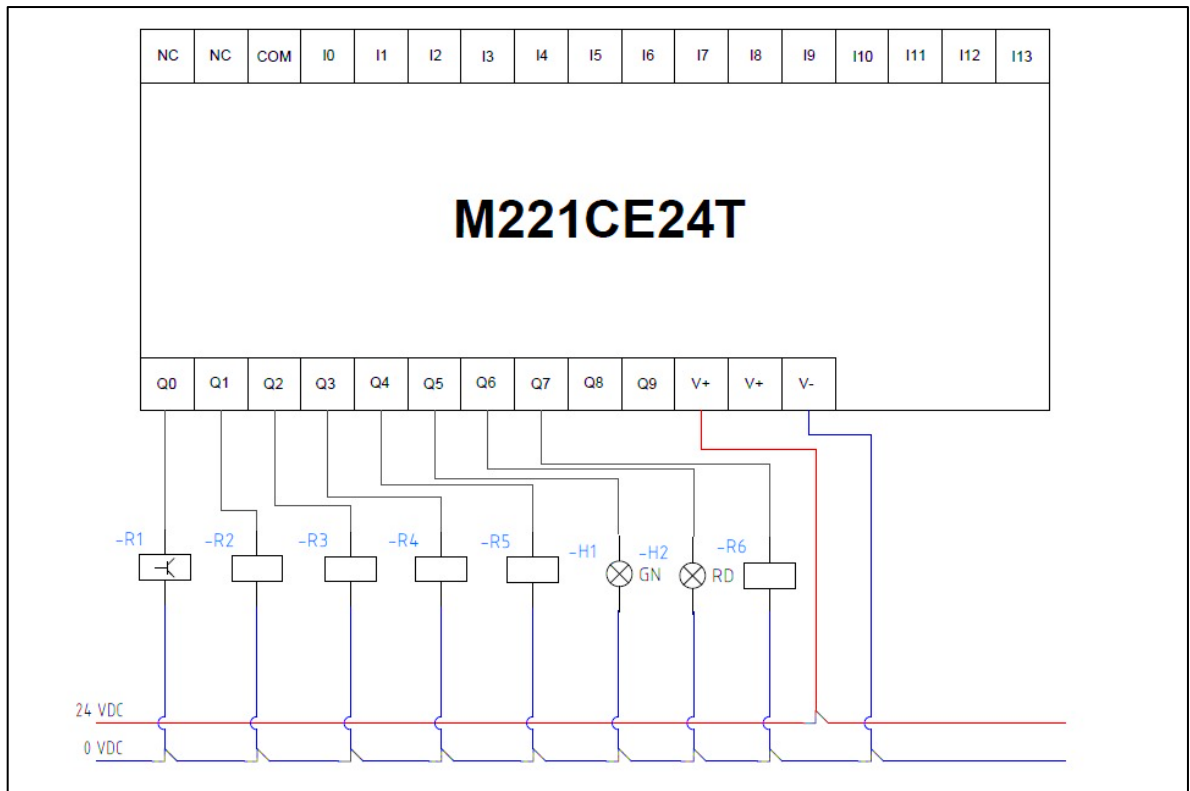 NC NC COM I0 I1 I2 I3 I4 I5 I6 I7 I8 I9 I10 I11 I12 I13
M221CE24T
Q0 Q1 Q2 Q3 Q4 Q5 Q6 Q7 Q8 Q9 V+ V+ V-
-R1 -R2 -R3 -R4 -R5 -H1 -H2 -R6
GN RD
24 VDC
0 VDC